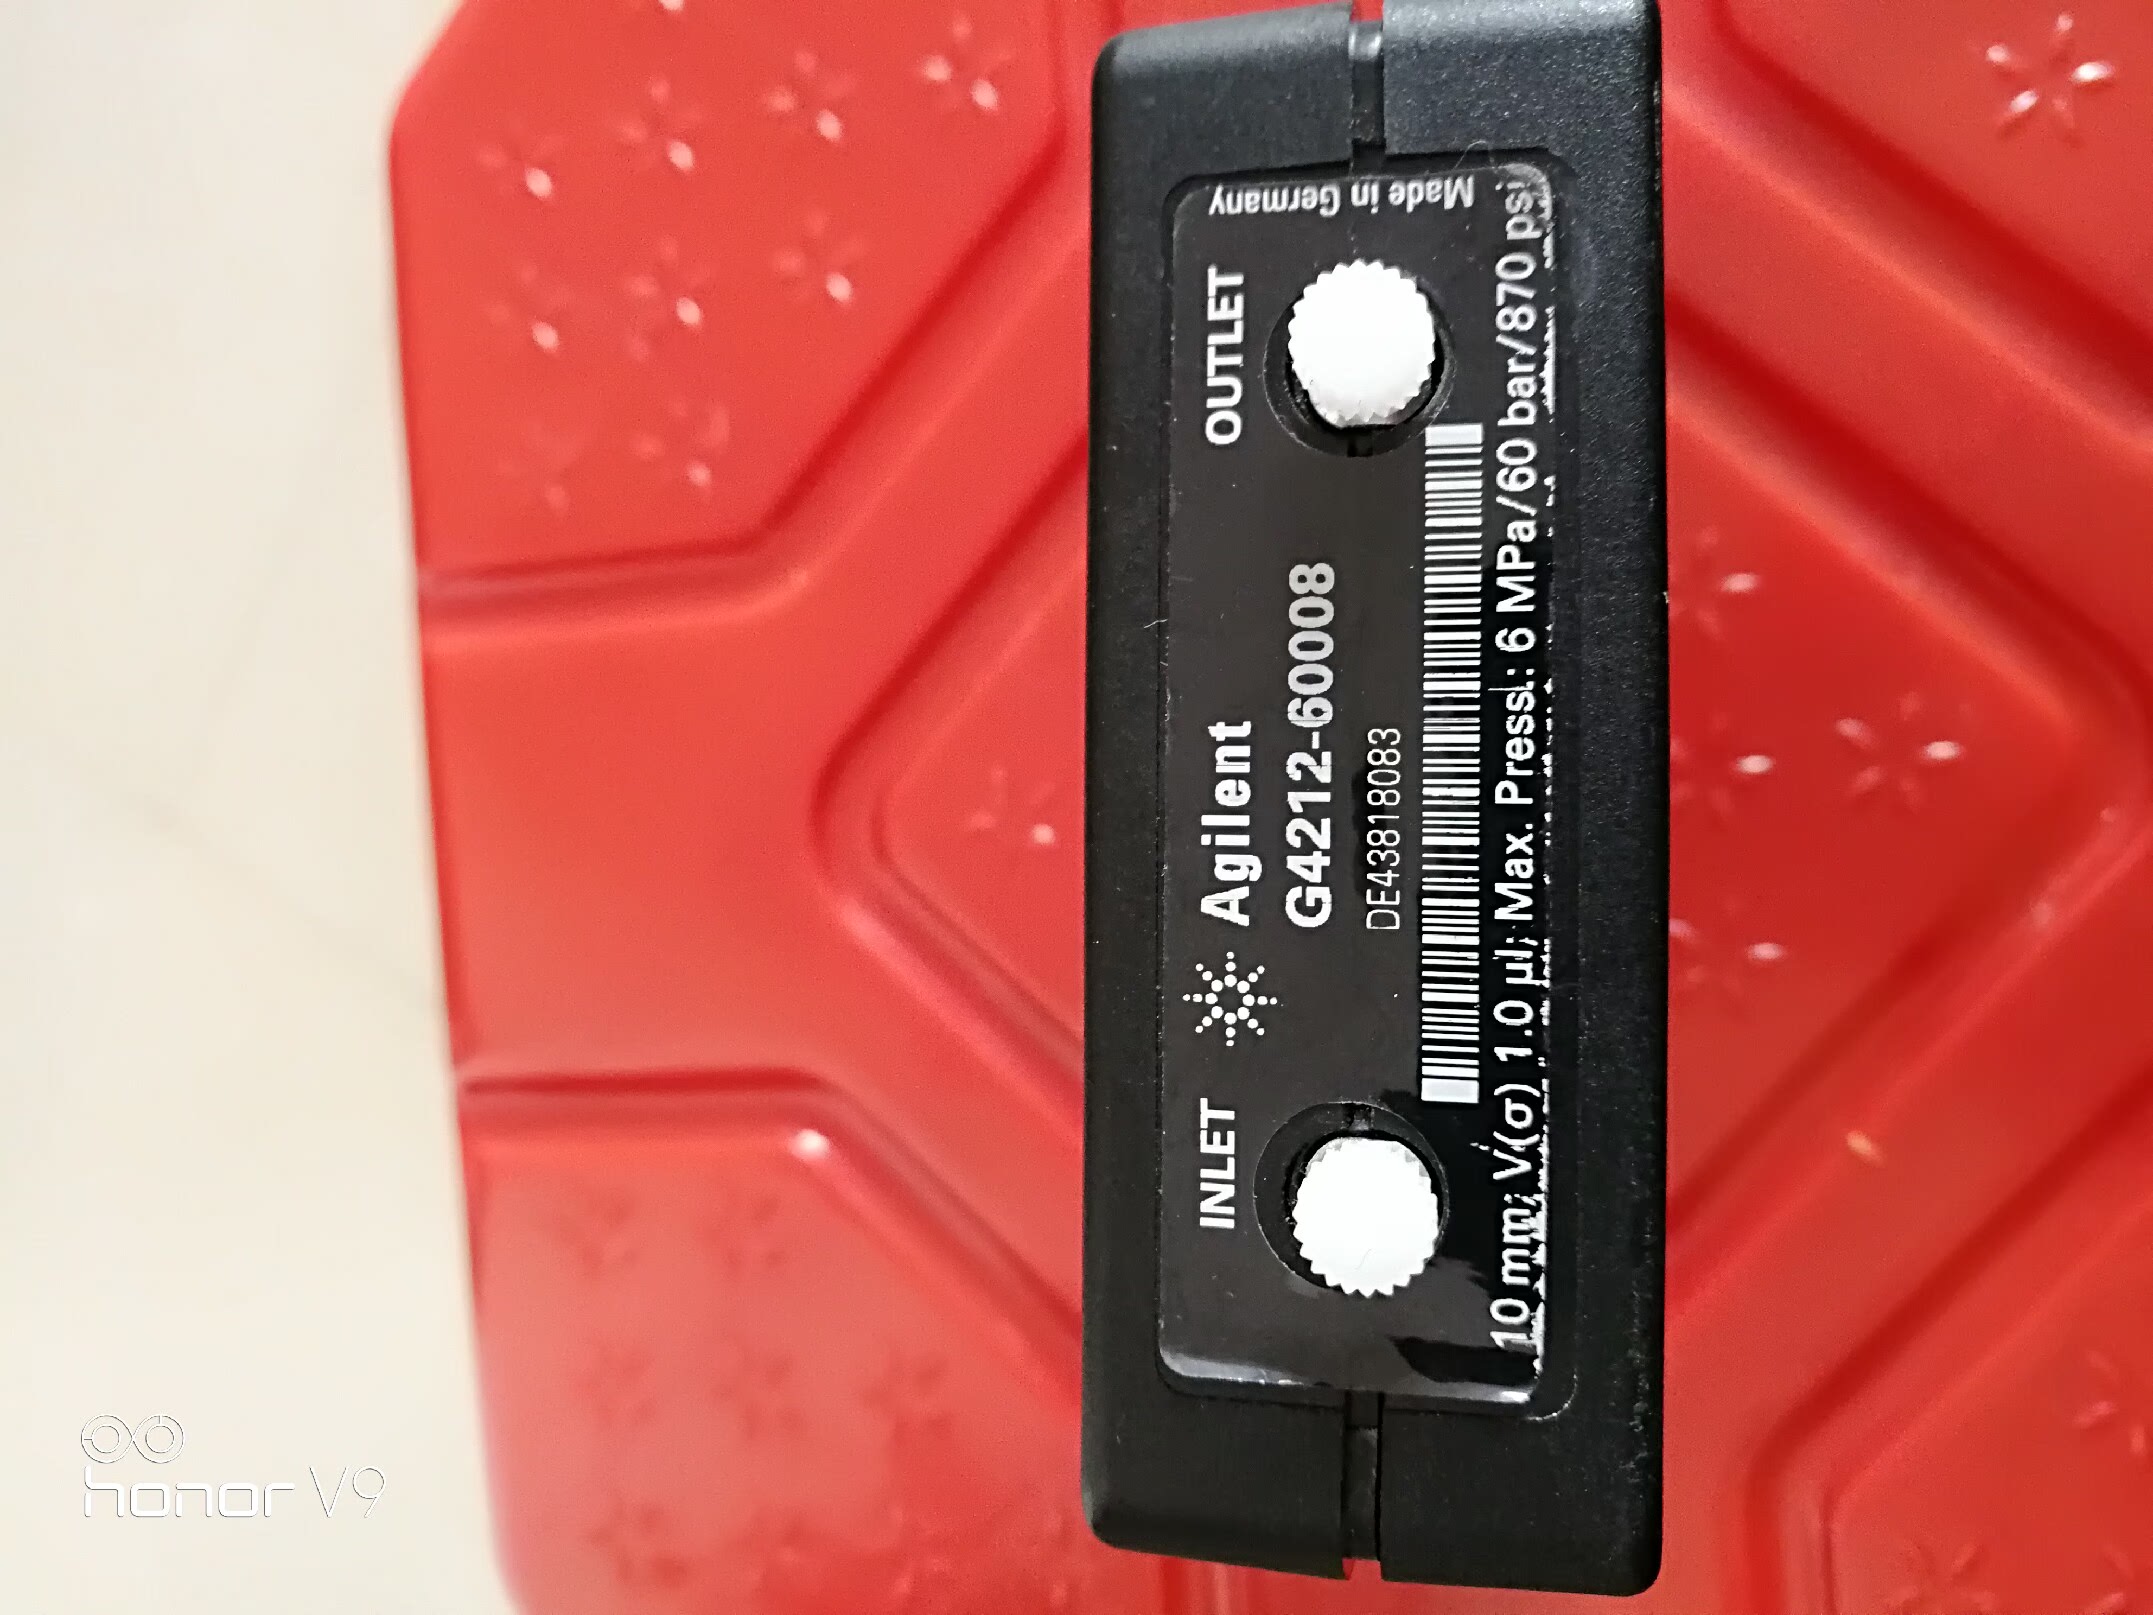 INLET
Agilent
OUTLET
G4212-60008
DE43818083
10 mm; V(σ) 1.0 µl; Max. Press.: 6 MPa/60 bar/870 psi
Made in Germany
honor V9